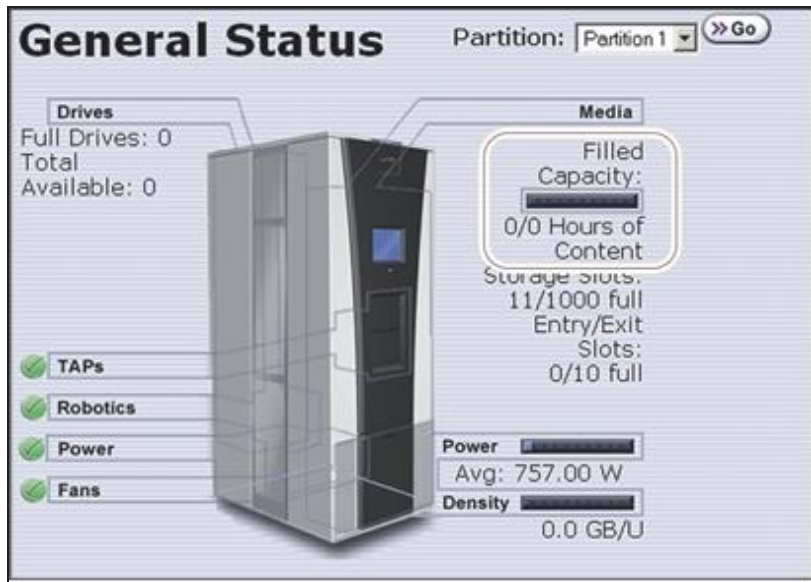 General Status
Partition: Partition 1 Go
Drives
Full Drives: 0
Total
Available: 0
Media
Filled
Capacity:
0/0 Hours of
Content
Storage Slots:
11/1000 full
Entry/Exit
Slots:
0/10 full
TAPs
Robotics
Power
Fans
Power
Avg: 757.00 W
Density
0.0 GB/U